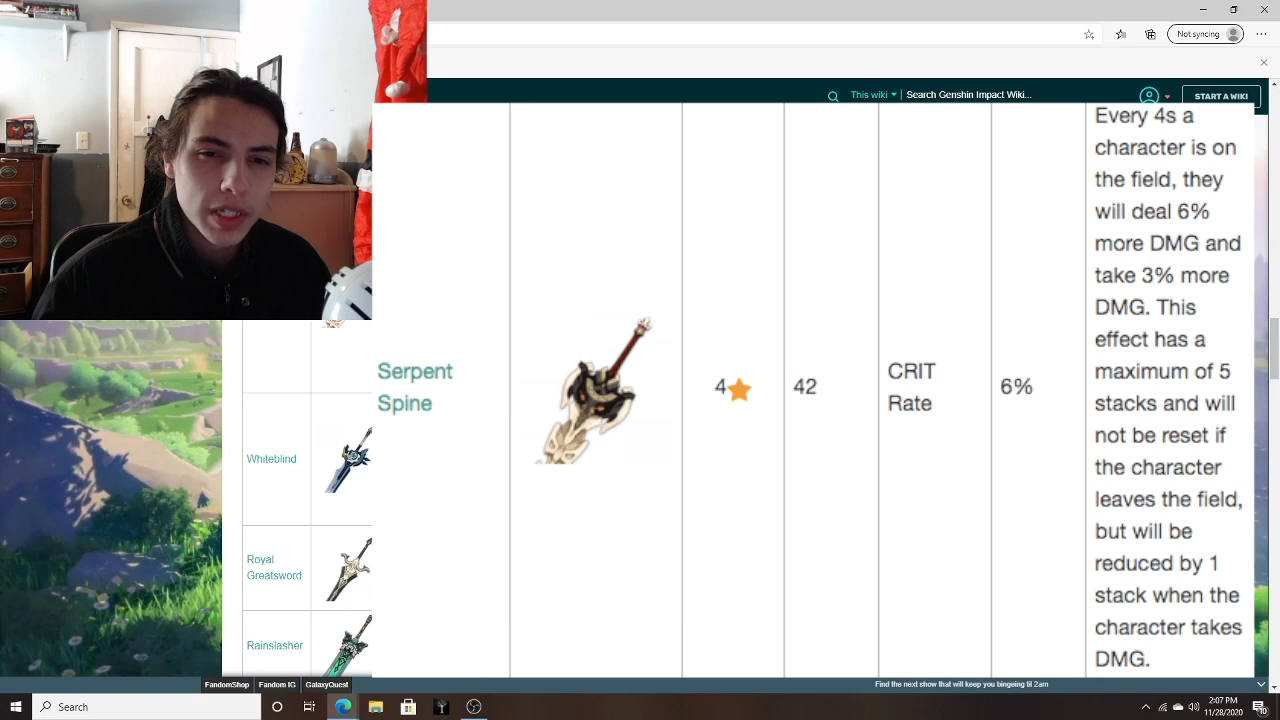 Not syncing
This wiki
Search Genshin Impact Wiki...
START A WIKI
Serpent
Spine
4
42
CRIT
Rate
6%
Every 4s a
character is on
the field, they
will deal 6%
more DMG and
take 3% more
DMG. This
effect has a
maximum of 5
stacks and will
not be reset if
the character
leaves the field,
but will be
reduced by 1
stack when the
character takes
DMG.
Whiteblind
Royal
Greatsword
Rainslasher
FandomShop
Fandom IG
GalaxyQuest
Find the next show that will keep you bingeing til 2am
Search
2:07 PM
11/28/2020